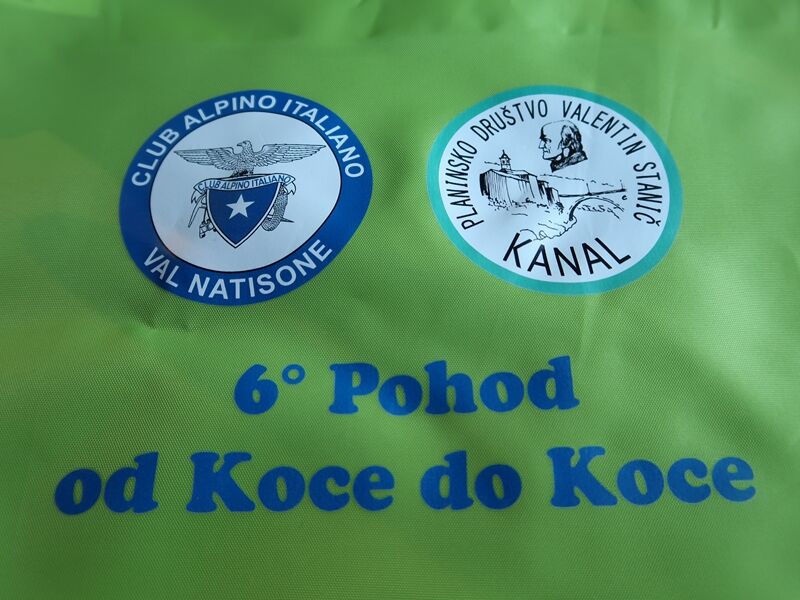 CLUB ALPINO ITALIANO
CLUB ALPINO ITALIANO
VAL NATISONE
PLANINSKO DRUŠTVO VALENTIN STANIČ
KANAL
6° Pohod
od Koce do Koce